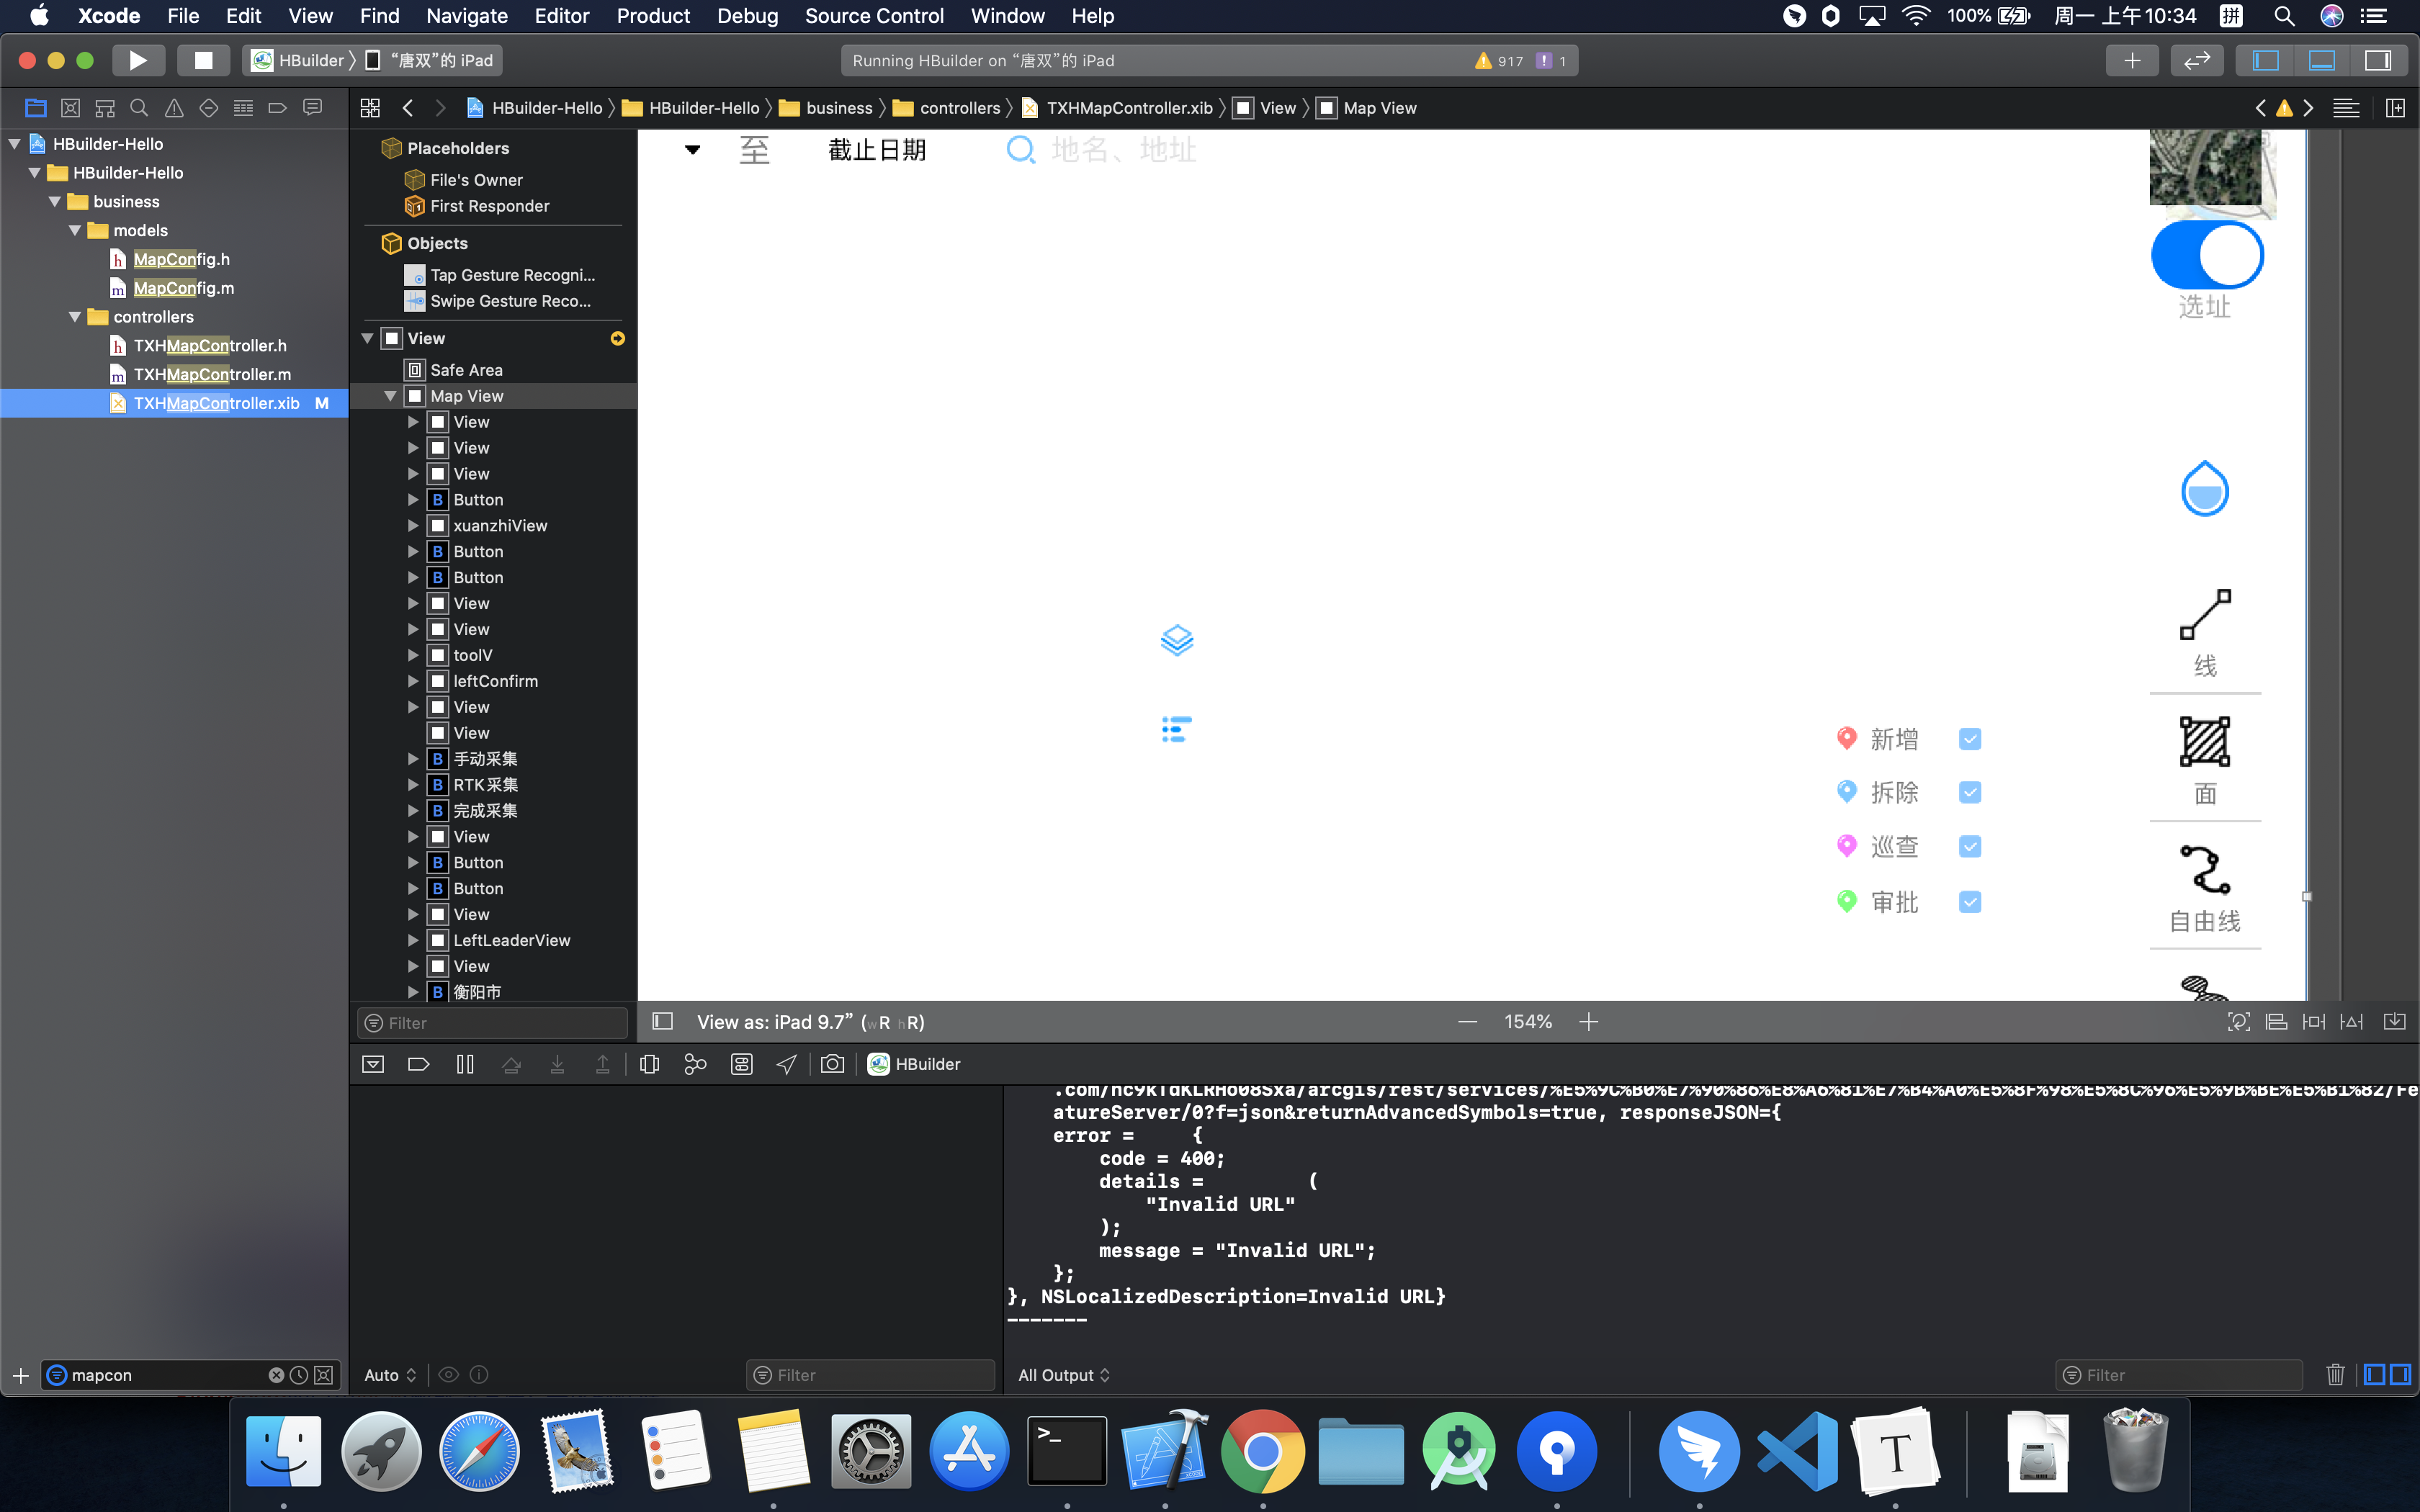 Xcode File Edit View Find Navigate Editor Product Debug Source Control Window Help
100% 周一 上午10:34 拼
HBuilder 〉 “唐双”的 iPad
Running HBuilder on “唐双”的 iPad
917
1
HBuilder-Hello 〉 HBuilder-Hello 〉 business 〉 controllers 〉 TXHMapController.xib 〉 View 〉 Map View
HBuilder-Hello
HBuilder-Hello
business
models
MapConfig.h
MapConfig.m
controllers
TXHMapController.h
TXHMapController.m
TXHMapController.xib M
mapcon
Placeholders
File's Owner
First Responder
Objects
Tap Gesture Recogni...
Swipe Gesture Reco...
View
Safe Area
Map View
View
View
View
B Button
xuanzhiView
B Button
B Button
View
View
toolV
leftConfirm
View
View
B 手动采集
B RTK采集
B 完成采集
View
B Button
B Button
View
LeftLeaderView
View
B 衡阳市
Filter
至 截止日期 地名、地址
选址
线
面
自由线
新增
拆除
巡查
审批
View as: iPad 9.7” (wR hR)
154%
HBuilder
.com/nc9kTdKLRHo08Sxa/arcgis/rest/services/%E5%9C%B0%E7%90%86%E8%A6%81%E7%B4%A0%E5%8F%98%E5%8C%96%E5%9B%BE%E5%B1%82/Fe
atureServer/0?f=json&returnAdvancedSymbols=true, responseJSON={
error = {
code = 400;
details = (
"Invalid URL"
);
message = "Invalid URL";
};
}, NSLocalizedDescription=Invalid URL}
-------
Auto
Filter
All Output
Filter
>_
T